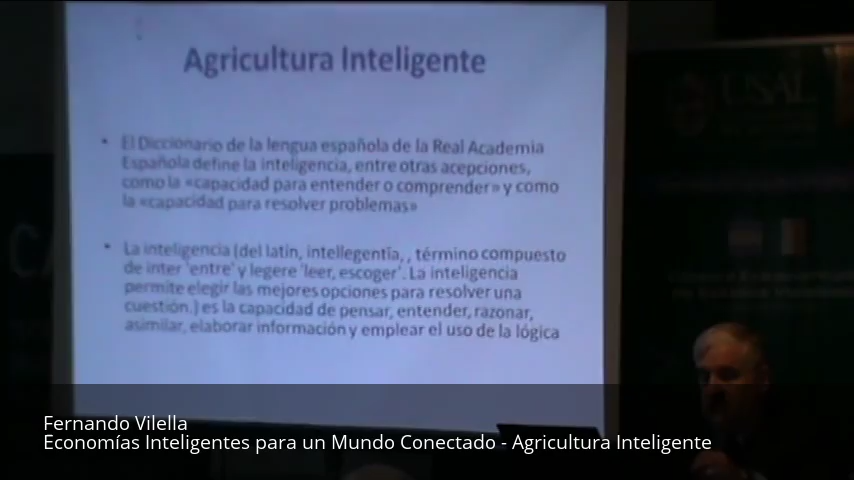 Agricultura Inteligente
• El Diccionario de la lengua española de la Real Academia
Española define la inteligencia, entre otras acepciones,
como la «capacidad para entender o comprender» y como
la «capacidad para resolver problemas»
• La inteligencia (del latín, intellegentia, , término compuesto
de inter 'entre' y legere 'leer, escoger'. La inteligencia
permite elegir las mejores opciones para resolver una
cuestión.) es la capacidad de pensar, entender, razonar,
asimilar, elaborar información y emplear el uso de la lógica
USAL
Fernando Vilella
Economías Inteligentes para un Mundo Conectado - Agricultura Inteligente